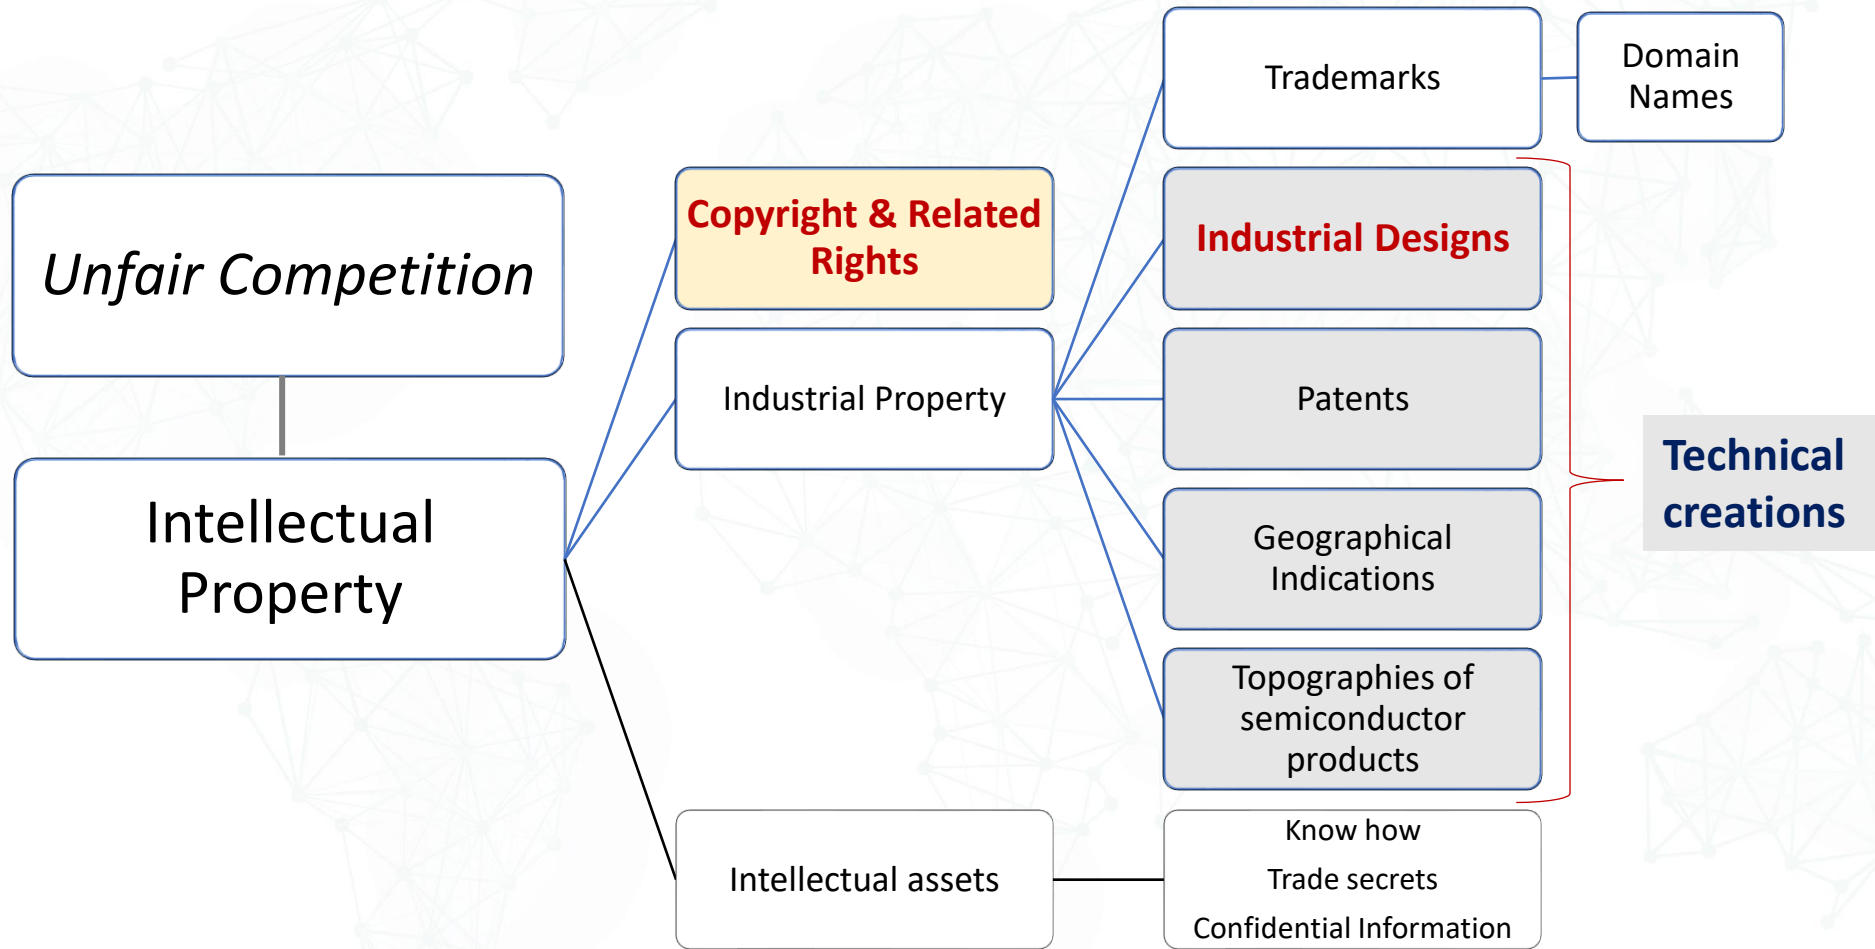 Unfair Competition
Intellectual
Property
Copyright & Related
Rights
Industrial Property
Intellectual assets
Trademarks
Domain
Names
Industrial Designs
Patents
Geographical
Indications
Topographies of
semiconductor
products
Know how
Trade secrets
Confidential Information
Technical
creations